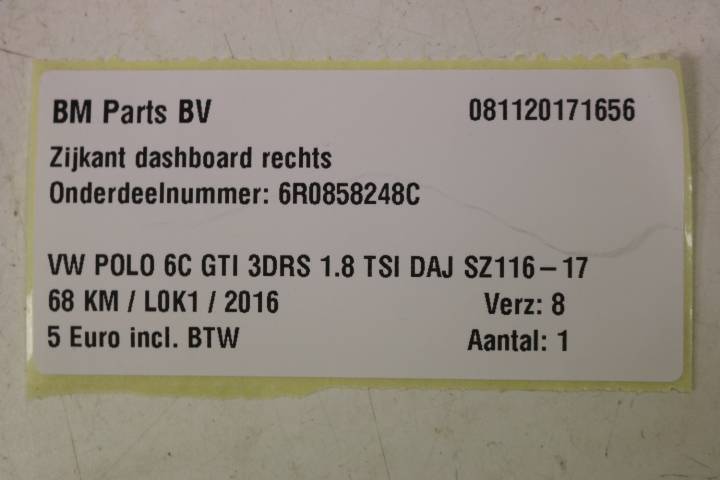 BM Parts BV 081120171656
Zijkant dashboard rechts
Onderdeelnummer: 6R0858248C
VW POLO 6C GTI 3DRS 1.8 TSI DAJ SZ116-17
68 KM / L0K1 / 2016 Verz: 8
5 Euro incl. BTW Aantal: 1